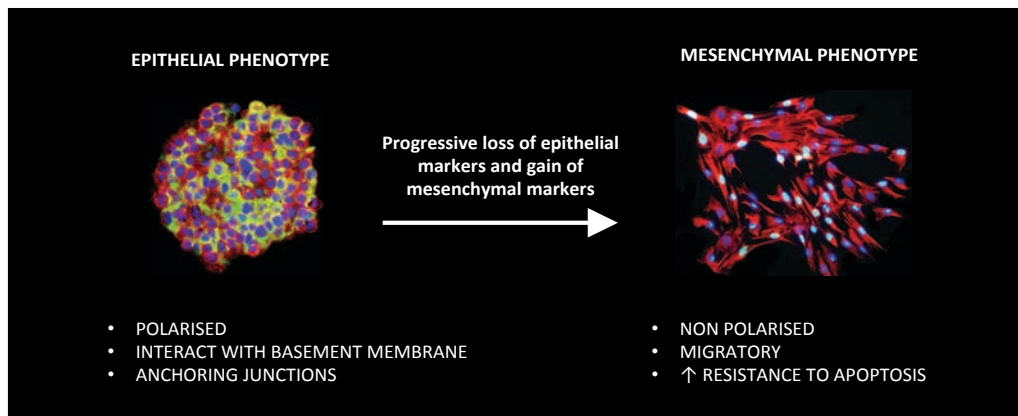 EPITHELIAL PHENOTYPE
MESENCHYMAL PHENOTYPE
Progressive loss of epithelial
markers and gain of
mesenchymal markers
• POLARISED
• INTERACT WITH BASEMENT MEMBRANE
• ANCHORING JUNCTIONS
• NON POLARISED
• MIGRATORY
• ↑ RESISTANCE TO APOPTOSIS